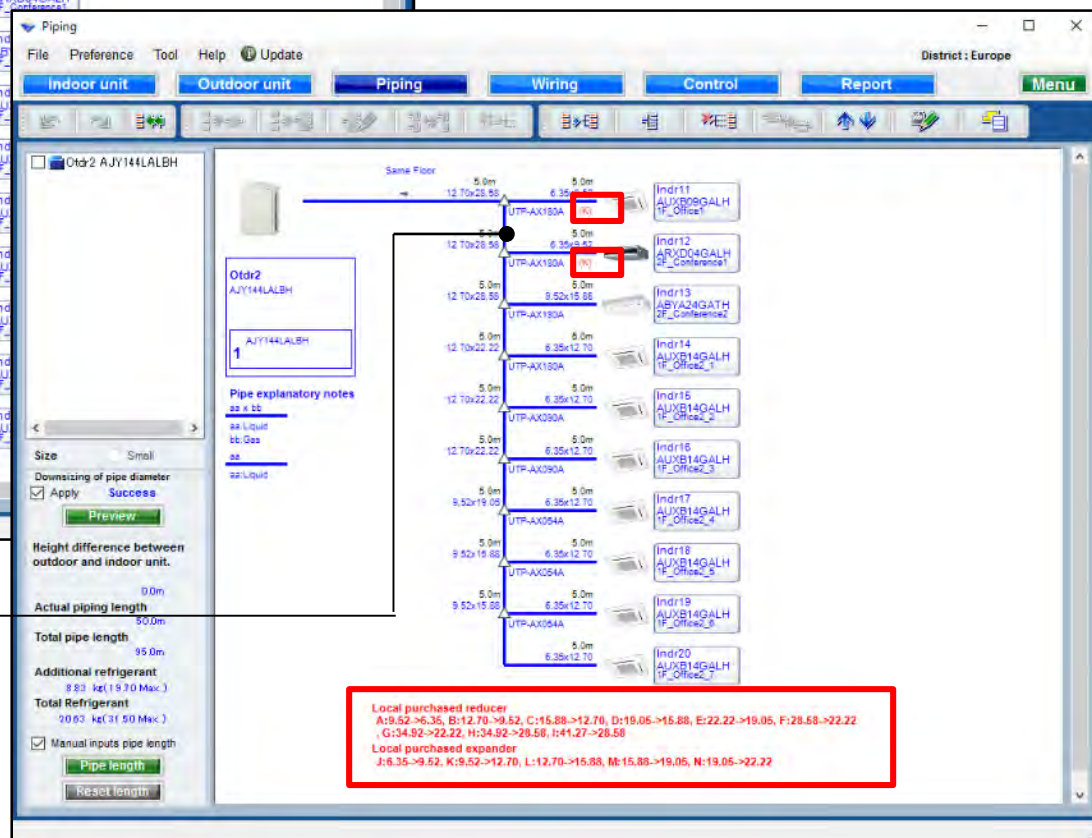 Piping
File Preference Tool Help Update District : Europe
Indoor unit Outdoor unit Piping Wiring Control Report Menu
Otdr2 AJY144LALBH
Size Small
Downsizing of pipe diameter
Apply Success
Preview
Height difference between
outdoor and indoor unit.
0.0m
Actual piping length
50.0m
Total pipe length
95.0m
Additional refrigerant
Total Refrigerant
Manual inputs pipe length
Pipe length
Reset length
Otdr2
AJY144LALBH
AJY144LALBH
1
Pipe explanatory notes
aa x bb
aa:Liquid
bb:Gas
aa
aa:Liquid
Same Floor
5.0m 5.0m
12.70x28.58
UTP-AX180A (K)
Indr11
AUXB09GALH
1F_Office1
5.0m
12.70x28.58 6.35x9.52
UTP-AX180A (K)
Indr12
ARXD04GALH
2F_Conference1
5.0m 5.0m
12.70x28.58 9.52x15.88
UTP-AX180A
Indr13
ABYA24GATH
2F_Conference2
5.0m 5.0m
12.70x22.22 6.35x12.70
UTP-AX180A
Indr14
AUXB14GALH
1F_Office2_1
5.0m 5.0m
12.70x22.22 6.35x12.70
UTP-AX090A
Indr15
AUXB14GALH
1F_Office2_2
5.0m 5.0m
12.70x22.22 6.35x12.70
UTP-AX090A
Indr16
AUXB14GALH
1F_Office2_3
5.0m 5.0m
9.52x19.05 6.35x12.70
UTP-AX054A
Indr17
AUXB14GALH
1F_Office2_4
5.0m 5.0m
9.52x15.88 6.35x12.70
UTP-AX054A
Indr18
AUXB14GALH
1F_Office2_5
5.0m 5.0m
9.52x15.88 6.35x12.70
UTP-AX054A
Indr19
AUXB14GALH
1F_Office2_6
5.0m
6.35x12.70
Indr20
AUXB14GALH
1F_Office2_7
Local purchased reducer
A:9.52->6.35, B:12.70->9.52, C:15.88->12.70, D:19.05->15.88, E:22.22->19.05, F:28.58->22.22
, G:34.92->22.22, H:34.92->28.58, I:41.27->28.58
Local purchased expander
J:6.35->9.52, K:9.52->12.70, L:12.70->15.88, M:15.88->19.05, N:19.05->22.22